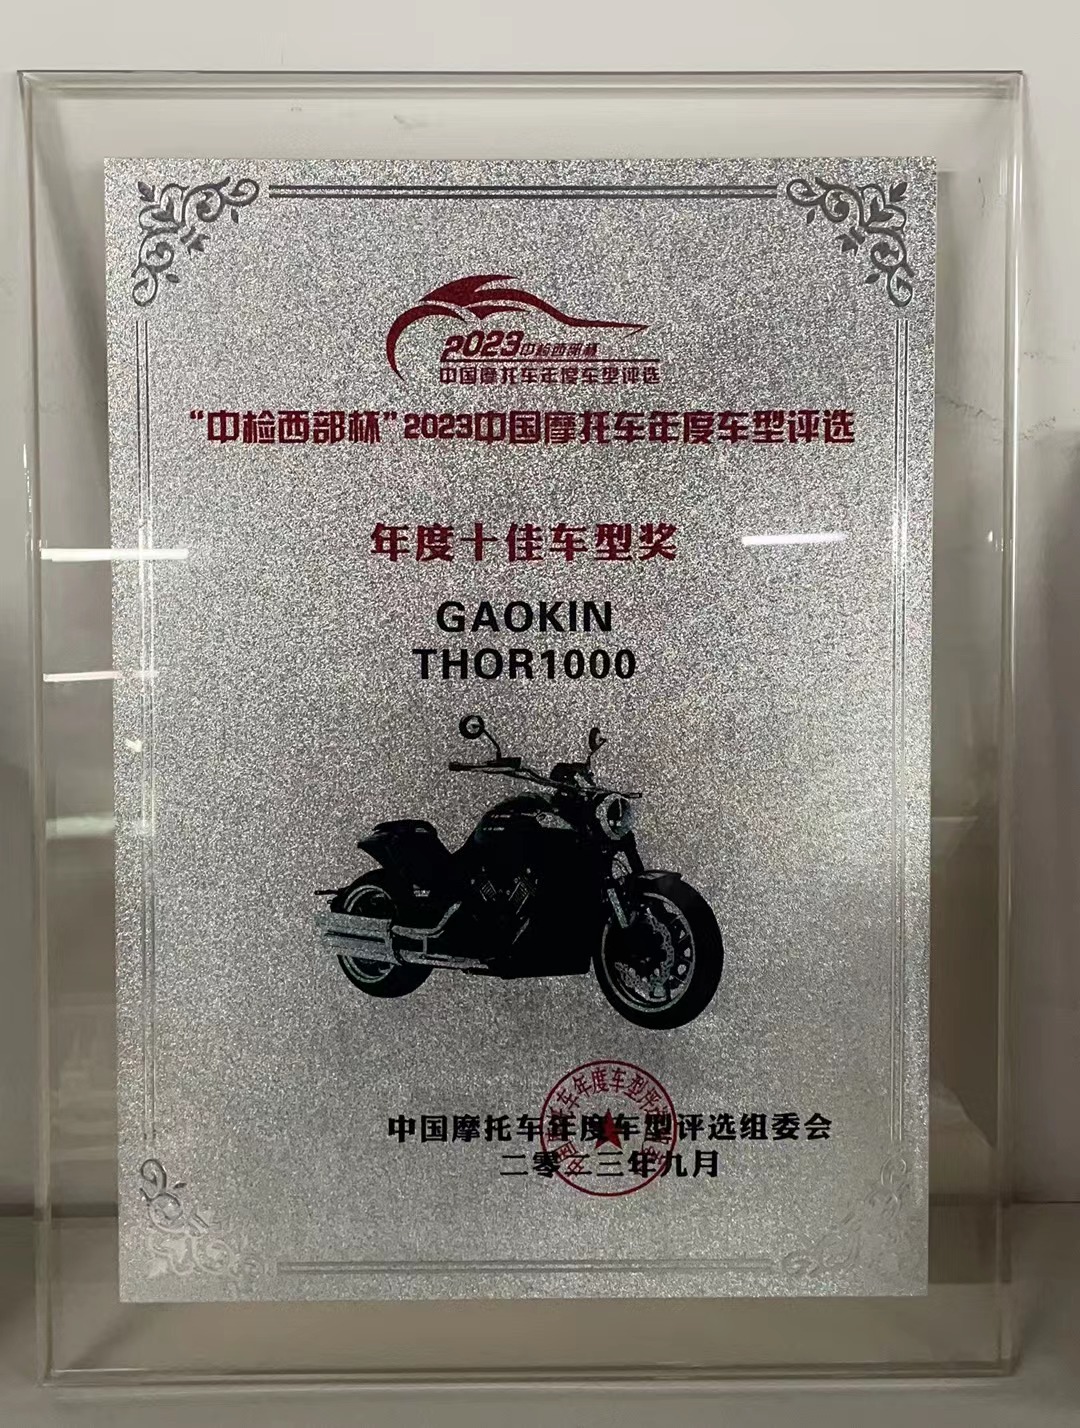 2023中检西部杯
中国摩托车年度车型评选
“中检西部杯”2023中国摩托车年度车型评选
年度十佳车型奖
GAOKIN
THOR1000
中国摩托车年度车型评选组委会
二零二三年九月